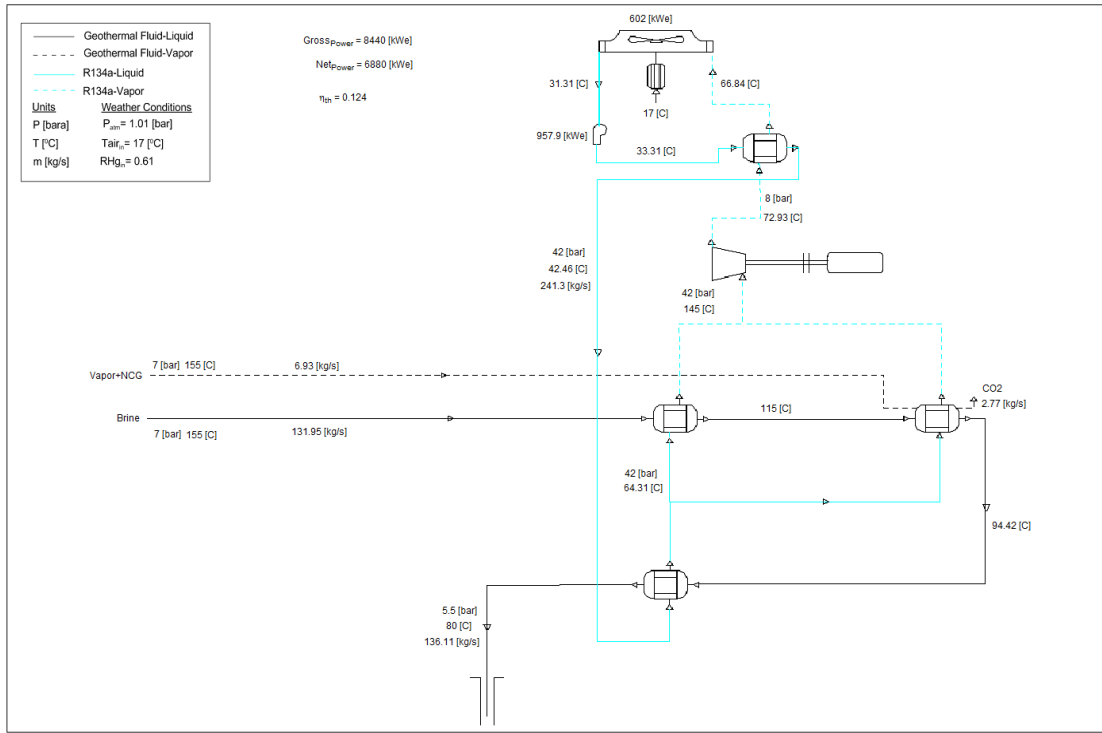 Geothermal Fluid-Liquid
Geothermal Fluid-Vapor
R134a-Liquid
R134a-Vapor
Units Weather Conditions
P [bara] Patm= 1.01 [bar]
T [⁰C] Tairin= 17 [⁰C]
m [kg/s] RHgin= 0.61
GrossPower = 8440 [kWe]
NetPower = 6880 [kWe]
ηth = 0.124
602 [kWe]
31.31 [C]
66.84 [C]
17 [C]
957.9 [kWe]
33.31 [C]
8 [bar]
72.93 [C]
42 [bar]
42.46 [C]
241.3 [kg/s]
42 [bar]
145 [C]
Vapor+NCG
7 [bar] 155 [C]
6.93 [kg/s]
CO2
2.77 [kg/s]
Brine
7 [bar] 155 [C]
131.95 [kg/s]
115 [C]
42 [bar]
64.31 [C]
94.42 [C]
5.5 [bar]
80 [C]
136.11 [kg/s]